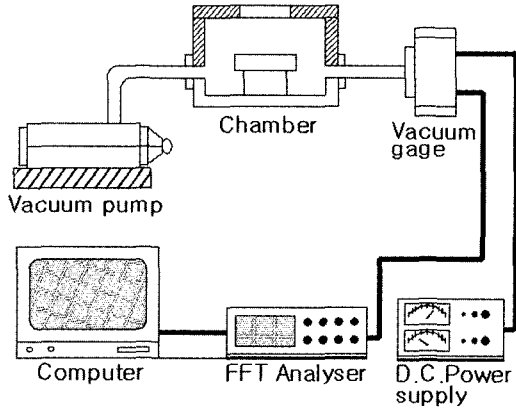 Chamber
Vacuum
gage
Vacuum pump
Computer
FFT Analyser
D.C.Power
supply